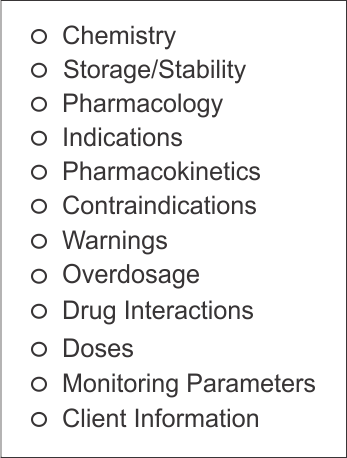 Chemistry
Storage/Stability
Pharmacology
Indications
Pharmacokinetics
Contraindications
Warnings
Overdosage
Drug Interactions
Doses
Monitoring Parameters
Client Information